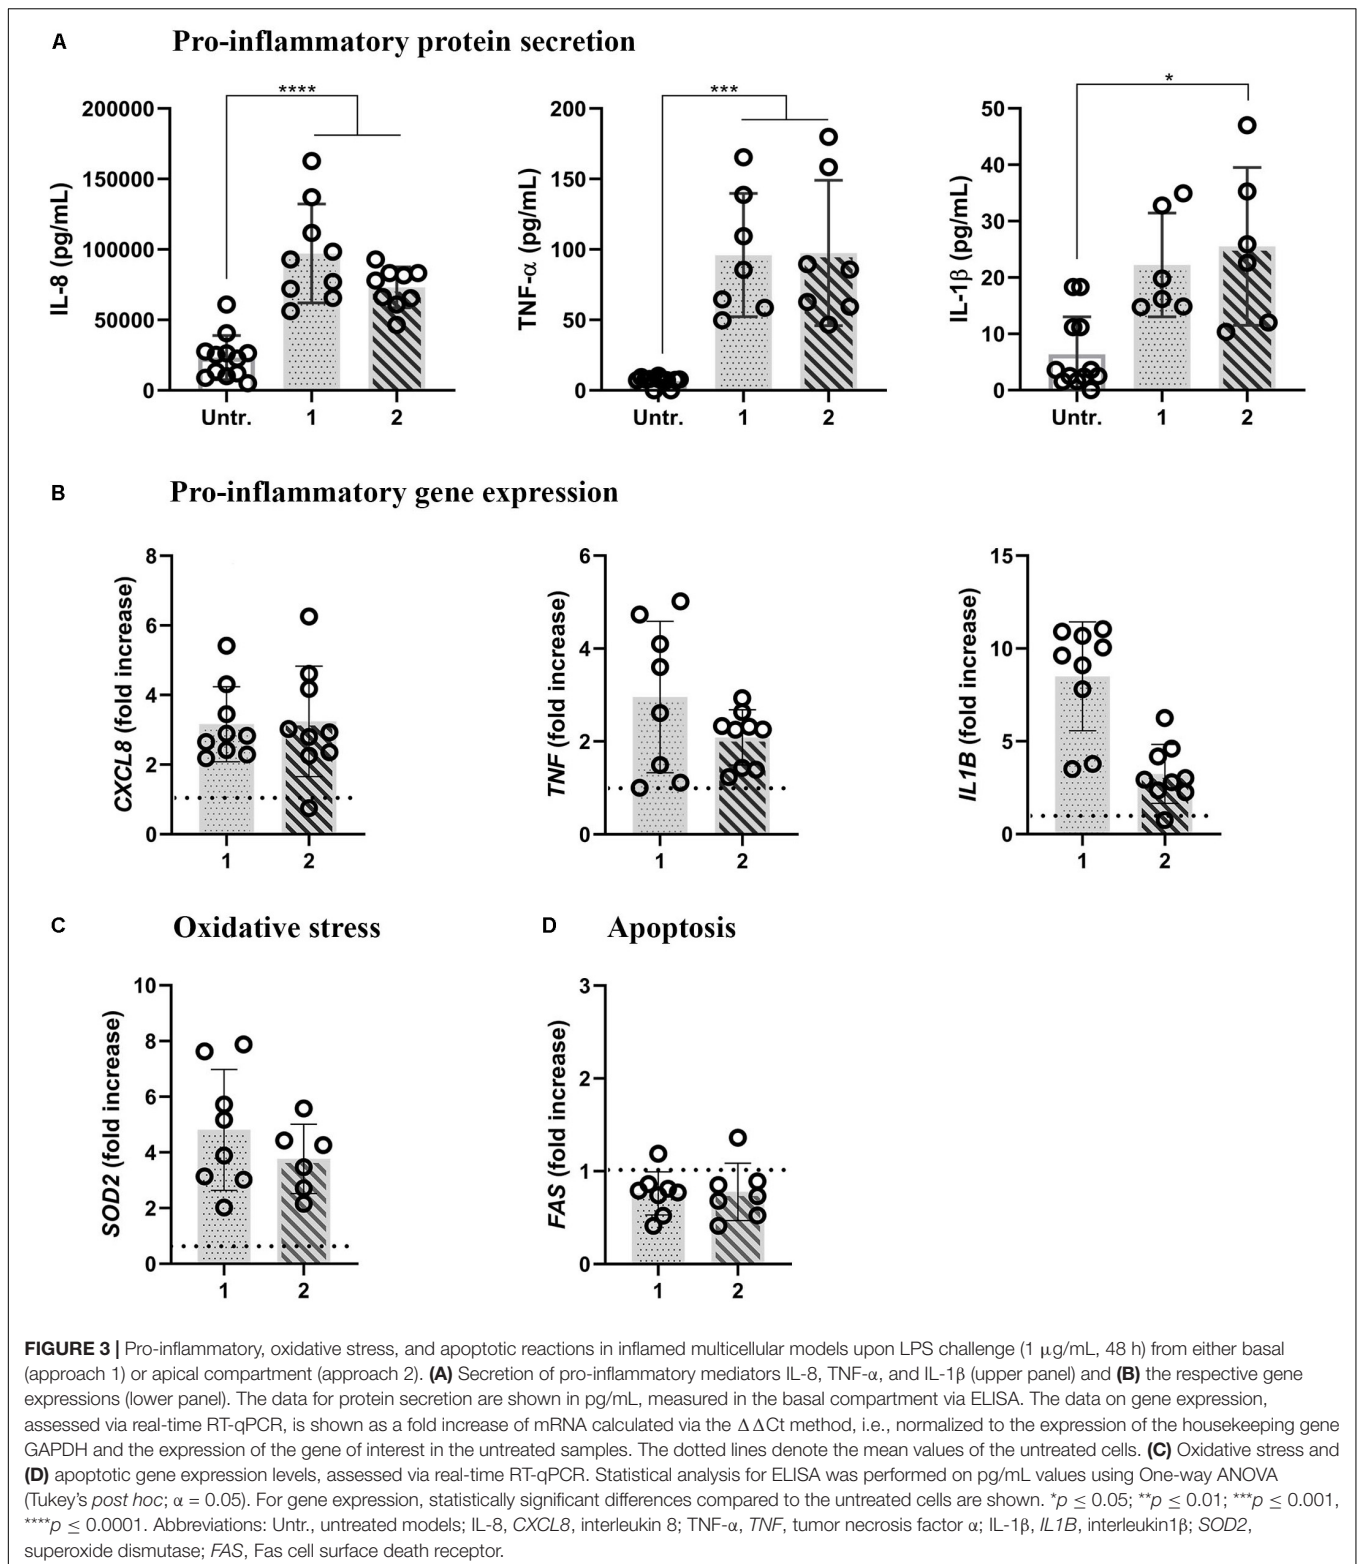 A Pro-inflammatory protein secretion
****
200000
150000
100000
50000
0
IL-8 (pg/mL)
Untr. 1 2
***
200
150
100
50
0
TNF-α (pg/mL)
Untr. 1 2
*
50
40
30
20
10
0
IL-1β (pg/mL)
Untr. 1 2
B Pro-inflammatory gene expression
8
6
4
2
0
CXCL8 (fold increase)
1 2
6
4
2
0
TNF (fold increase)
1 2
15
10
5
0
IL1B (fold increase)
1 2
C Oxidative stress
10
8
6
4
2
0
SOD2 (fold increase)
1 2
D Apoptosis
3
2
1
0
FAS (fold increase)
1 2
FIGURE 3 | Pro-inflammatory, oxidative stress, and apoptotic reactions in inflamed multicellular models upon LPS challenge (1 μg/mL, 48 h) from either basal
(approach 1) or apical compartment (approach 2). (A) Secretion of pro-inflammatory mediators IL-8, TNF-α, and IL-1β (upper panel) and (B) the respective gene
expressions (lower panel). The data for protein secretion are shown in pg/mL, measured in the basal compartment via ELISA. The data on gene expression,
assessed via real-time RT-qPCR, is shown as a fold increase of mRNA calculated via the ΔΔCt method, i.e., normalized to the expression of the housekeeping gene
GAPDH and the expression of the gene of interest in the untreated samples. The dotted lines denote the mean values of the untreated cells. (C) Oxidative stress and
(D) apoptotic gene expression levels, assessed via real-time RT-qPCR. Statistical analysis for ELISA was performed on pg/mL values using One-way ANOVA
(Tukey's post hoc; α = 0.05). For gene expression, statistically significant differences compared to the untreated cells are shown. *p ≤ 0.05; **p ≤ 0.01; ***p ≤ 0.001,
****p ≤ 0.0001. Abbreviations: Untr., untreated models; IL-8, CXCL8, interleukin 8; TNF-α, TNF, tumor necrosis factor α; IL-1β, IL1B, interleukin1β; SOD2,
superoxide dismutase; FAS, Fas cell surface death receptor.